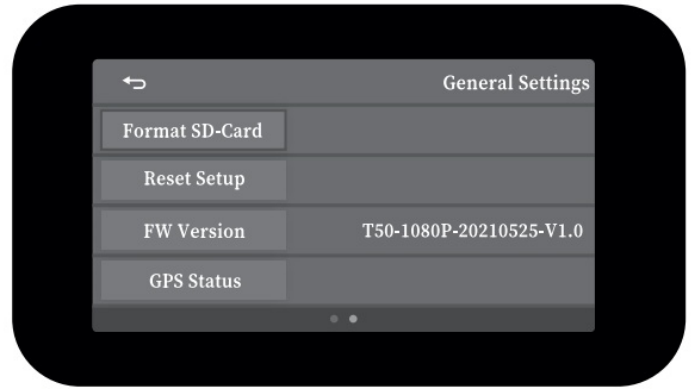 General Settings
Format SD-Card
Reset Setup
FW Version T50-1080P-20210525-V1.0
GPS Status